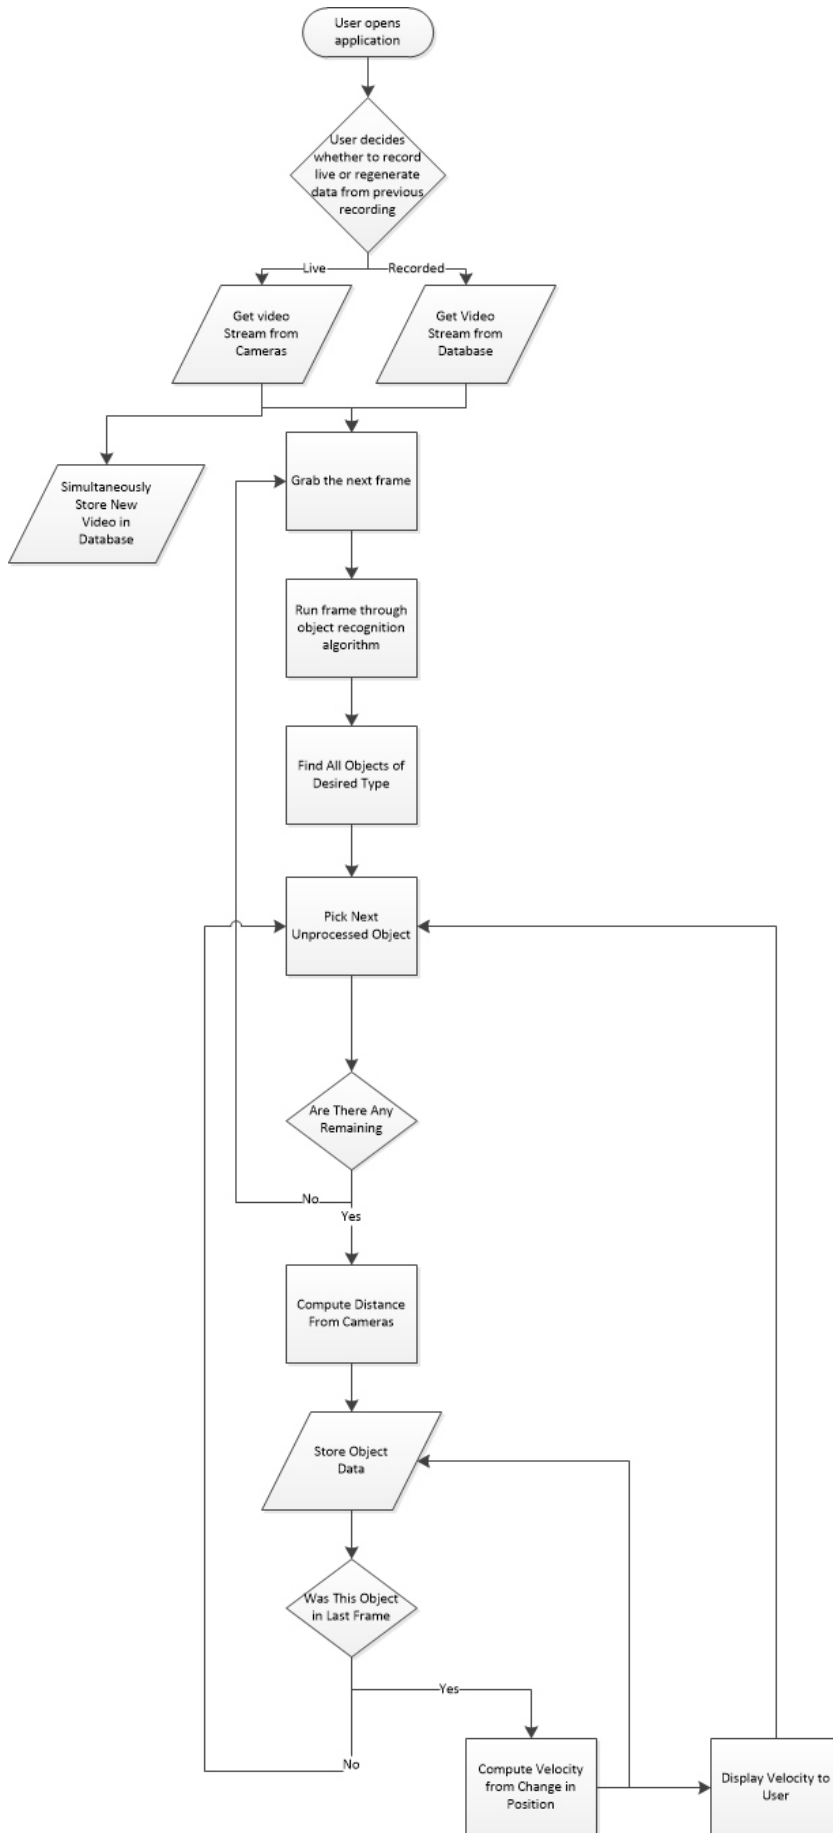 User opens
application
User decides
whether to record
live or regenerate
data from previous
recording
Live
Recorded
Get video
Stream from
Cameras
Get Video
Stream from
Database
Simultaneously
Store New
Video in
Database
Grab the next frame
Run frame through
object recognition
algorithm
Find All Objects of
Desired Type
Pick Next
Unprocessed Object
Are There Any
Remaining
No
Yes
Compute Distance
From Cameras
Store Object
Data
Was This Object
in Last Frame
Yes
No
Compute Velocity
from Change in
Position
Display Velocity to
User